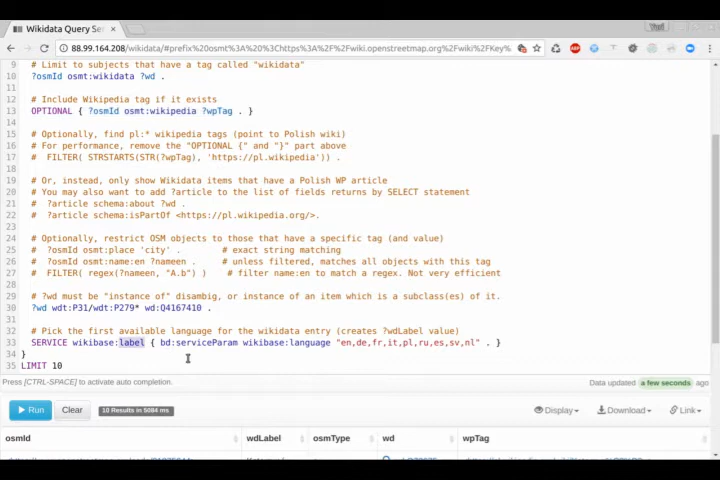 Wikidata Query Ser
Yuri
88.99.164.208/wikidata/#prefix%20osmt%3A%20%3Chttps%3A%2F%2Fwiki.openstreetmap.org%2Fwiki%2FKey%
9 # Limit to subjects that have a tag called "wikidata"
10 ?osmId osmt:wikidata ?wd .
11
12 # Include Wikipedia tag if it exists
13 OPTIONAL { ?osmId osmt:wikipedia ?wpTag . }
14
15 # Optionally, find pl:* wikipedia tags (point to Polish wiki)
16 # For performance, remove the "OPTIONAL {" and "}" part above
17 # FILTER( STRSTARTS(STR(?wpTag), 'https://pl.wikipedia')) .
18
19 # Or, instead, only show Wikidata items that have a Polish WP article
20 # You may also want to add ?article to the list of fields returns by SELECT statement
21 # ?article schema:about ?wd .
22 # ?article schema:isPartOf <https://pl.wikipedia.org/>.
23
24 # Optionally, restrict OSM objects to those that have a specific tag (and value)
25 # ?osmId osmt:place 'city' . # exact string matching
26 # ?osmId osmt:name:en ?nameen . # unless filtered, matches all objects with this tag
27 # FILTER( regex(?nameen, "A.b") ) # filter name:en to match a regex. Not very efficient
28
29 # ?wd must be "instance of" disambig, or instance of an item which is a subclass(es) of it.
30 ?wd wdt:P31/wdt:P279* wd:Q4167410 .
31
32 # Pick the first available language for the wikidata entry (creates ?wdLabel value)
33 SERVICE wikibase:label { bd:serviceParam wikibase:language "en,de,fr,it,pl,ru,es,sv,nl" . }
34 }
35 LIMIT 10
Press [CTRL-SPACE] to activate auto completion.
Data updated a few seconds ago
Run Clear 10 Results in 5084 ms Display Download Link
osmId wdLabel osmType wd wpTag